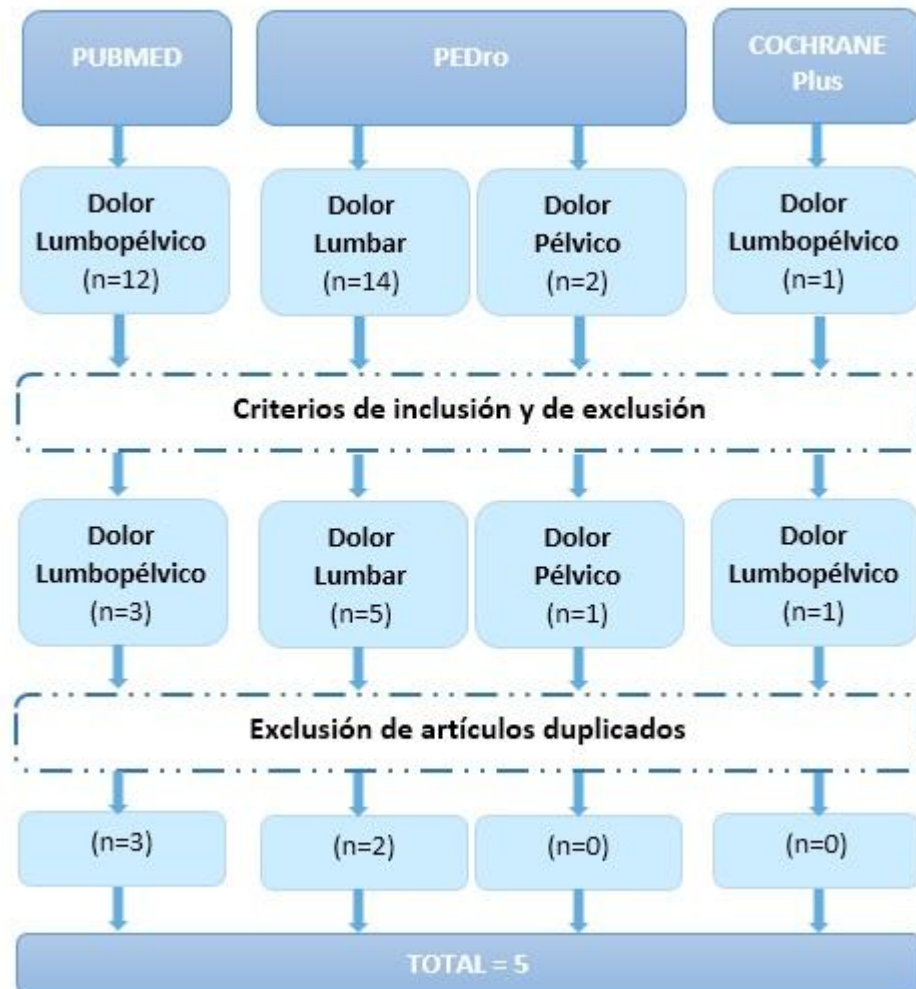 PUBMED
PEDro
COCHRANE
Plus
Dolor
Lumbopélvico
(n=12)
Dolor
Lumbar
(n=14)
Dolor
Pélvico
(n=2)
Dolor
Lumbopélvico
(n=1)
Criterios de inclusión y de exclusión
Dolor
Lumbopélvico
(n=3)
Dolor
Lumbar
(n=5)
Dolor
Pélvico
(n=1)
Dolor
Lumbopélvico
(n=1)
Exclusión de artículos duplicados
(n=3)
(n=2)
(n=0)
(n=0)
TOTAL = 5